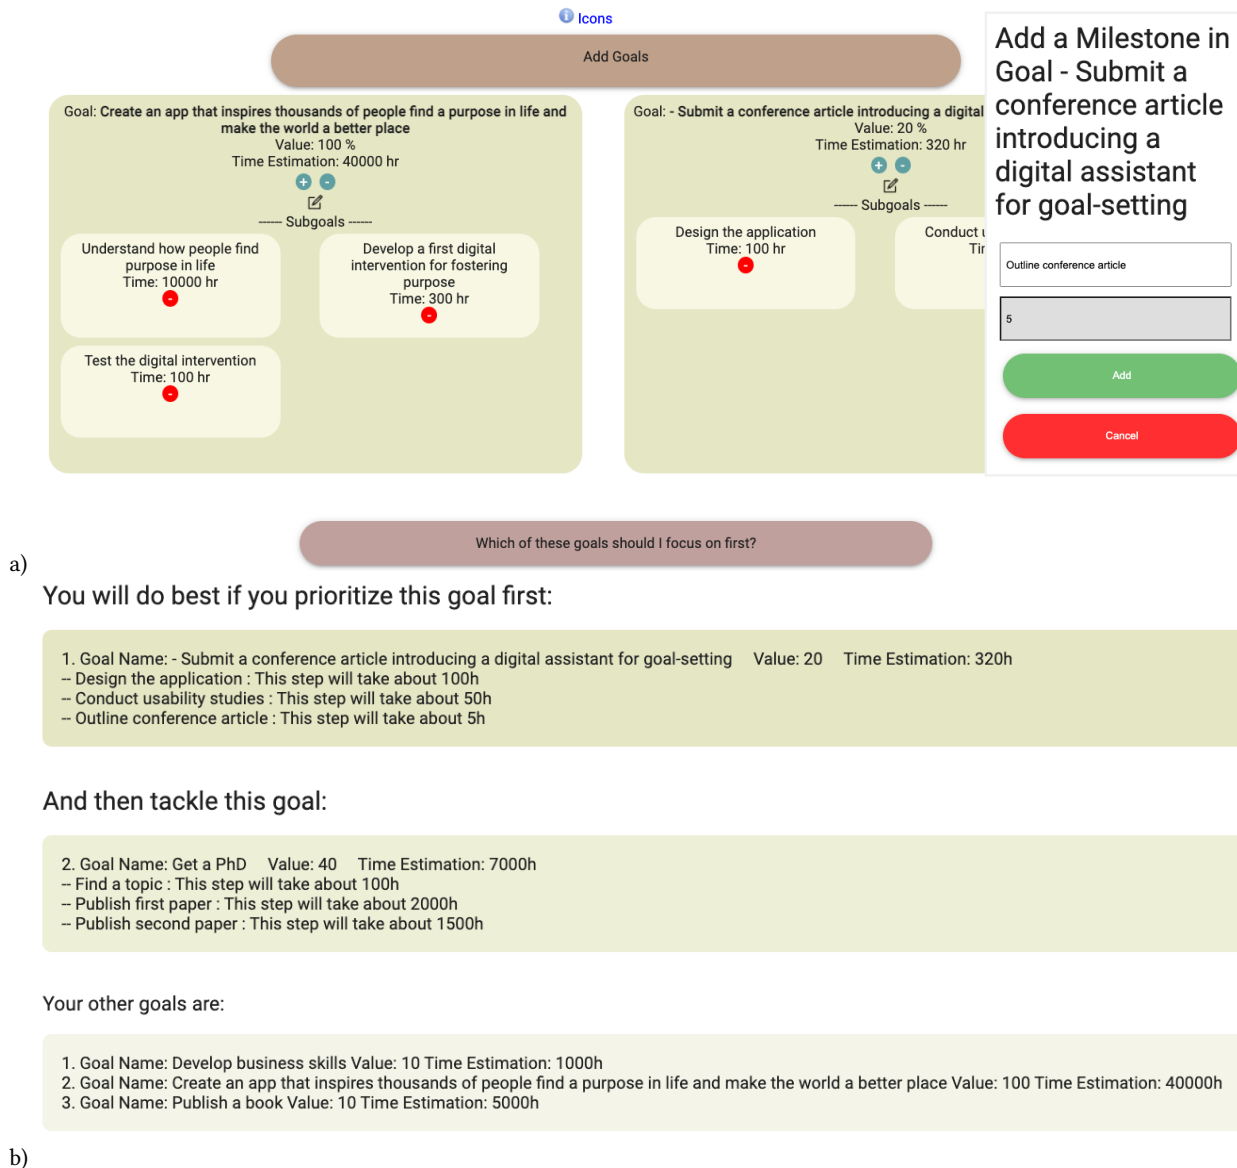 Icons
Add Goals
Goal: Create an app that inspires thousands of people find a purpose in life and
make the world a better place
Value: 100 %
Time Estimation: 40000 hr
+ -
------ Subgoals ------
Understand how people find
purpose in life
Time: 10000 hr
-
Develop a first digital
intervention for fostering
purpose
Time: 300 hr
-
Test the digital intervention
Time: 100 hr
-
Goal: - Submit a conference article introducing a digital
Value: 20 %
Time Estimation: 320 hr
+ -
------ Subgoals ------
Design the application
Time: 100 hr
-
Conduct
Add a Milestone in
Goal - Submit a
conference article
introducing a
digital assistant
for goal-setting
Outline conference article
5
Add
Cancel
Which of these goals should I focus on first?
a)
You will do best if you prioritize this goal first:
1. Goal Name: - Submit a conference article introducing a digital assistant for goal-setting Value: 20 Time Estimation: 320h
-- Design the application : This step will take about 100h
-- Conduct usability studies : This step will take about 50h
-- Outline conference article : This step will take about 5h
And then tackle this goal:
2. Goal Name: Get a PhD Value: 40 Time Estimation: 7000h
-- Find a topic : This step will take about 100h
-- Publish first paper : This step will take about 2000h
-- Publish second paper : This step will take about 1500h
Your other goals are:
1. Goal Name: Develop business skills Value: 10 Time Estimation: 1000h
2. Goal Name: Create an app that inspires thousands of people find a purpose in life and make the world a better place Value: 100 Time Estimation: 40000h
3. Goal Name: Publish a book Value: 10 Time Estimation: 5000h
b)